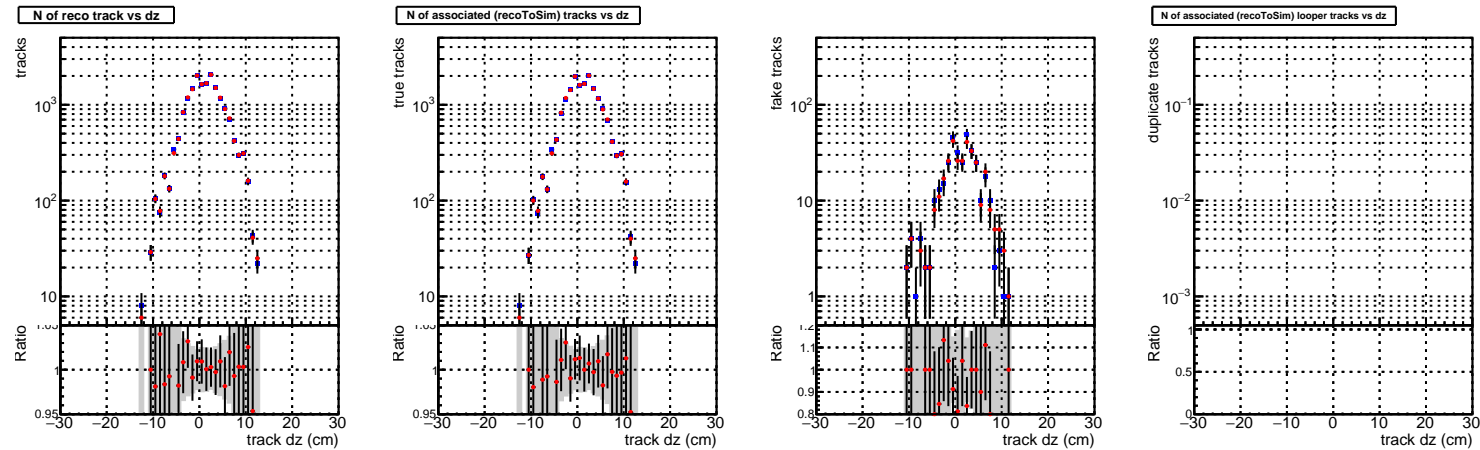 N of reco track vs dz
tracks
10³
10²
10
Ratio
1.05
1
0.95
−30 −20 −10 0 10 20 30
track dz (cm)
N of associated (recoToSim) tracks vs dz
true tracks
10³
10²
10
Ratio
1.05
1
0.95
−30 −20 −10 0 10 20 30
track dz (cm)
fake tracks
10²
10
1
Ratio
1.2
1.1
1
0.9
0.8
−30 −20 −10 0 10 20 30
track dz (cm)
N of associated (recoToSim) looper tracks vs dz
duplicate tracks
10⁻¹
10⁻²
10⁻³
Ratio
1
0.5
0
−30 −20 −10 0 10 20 30
track dz (cm)